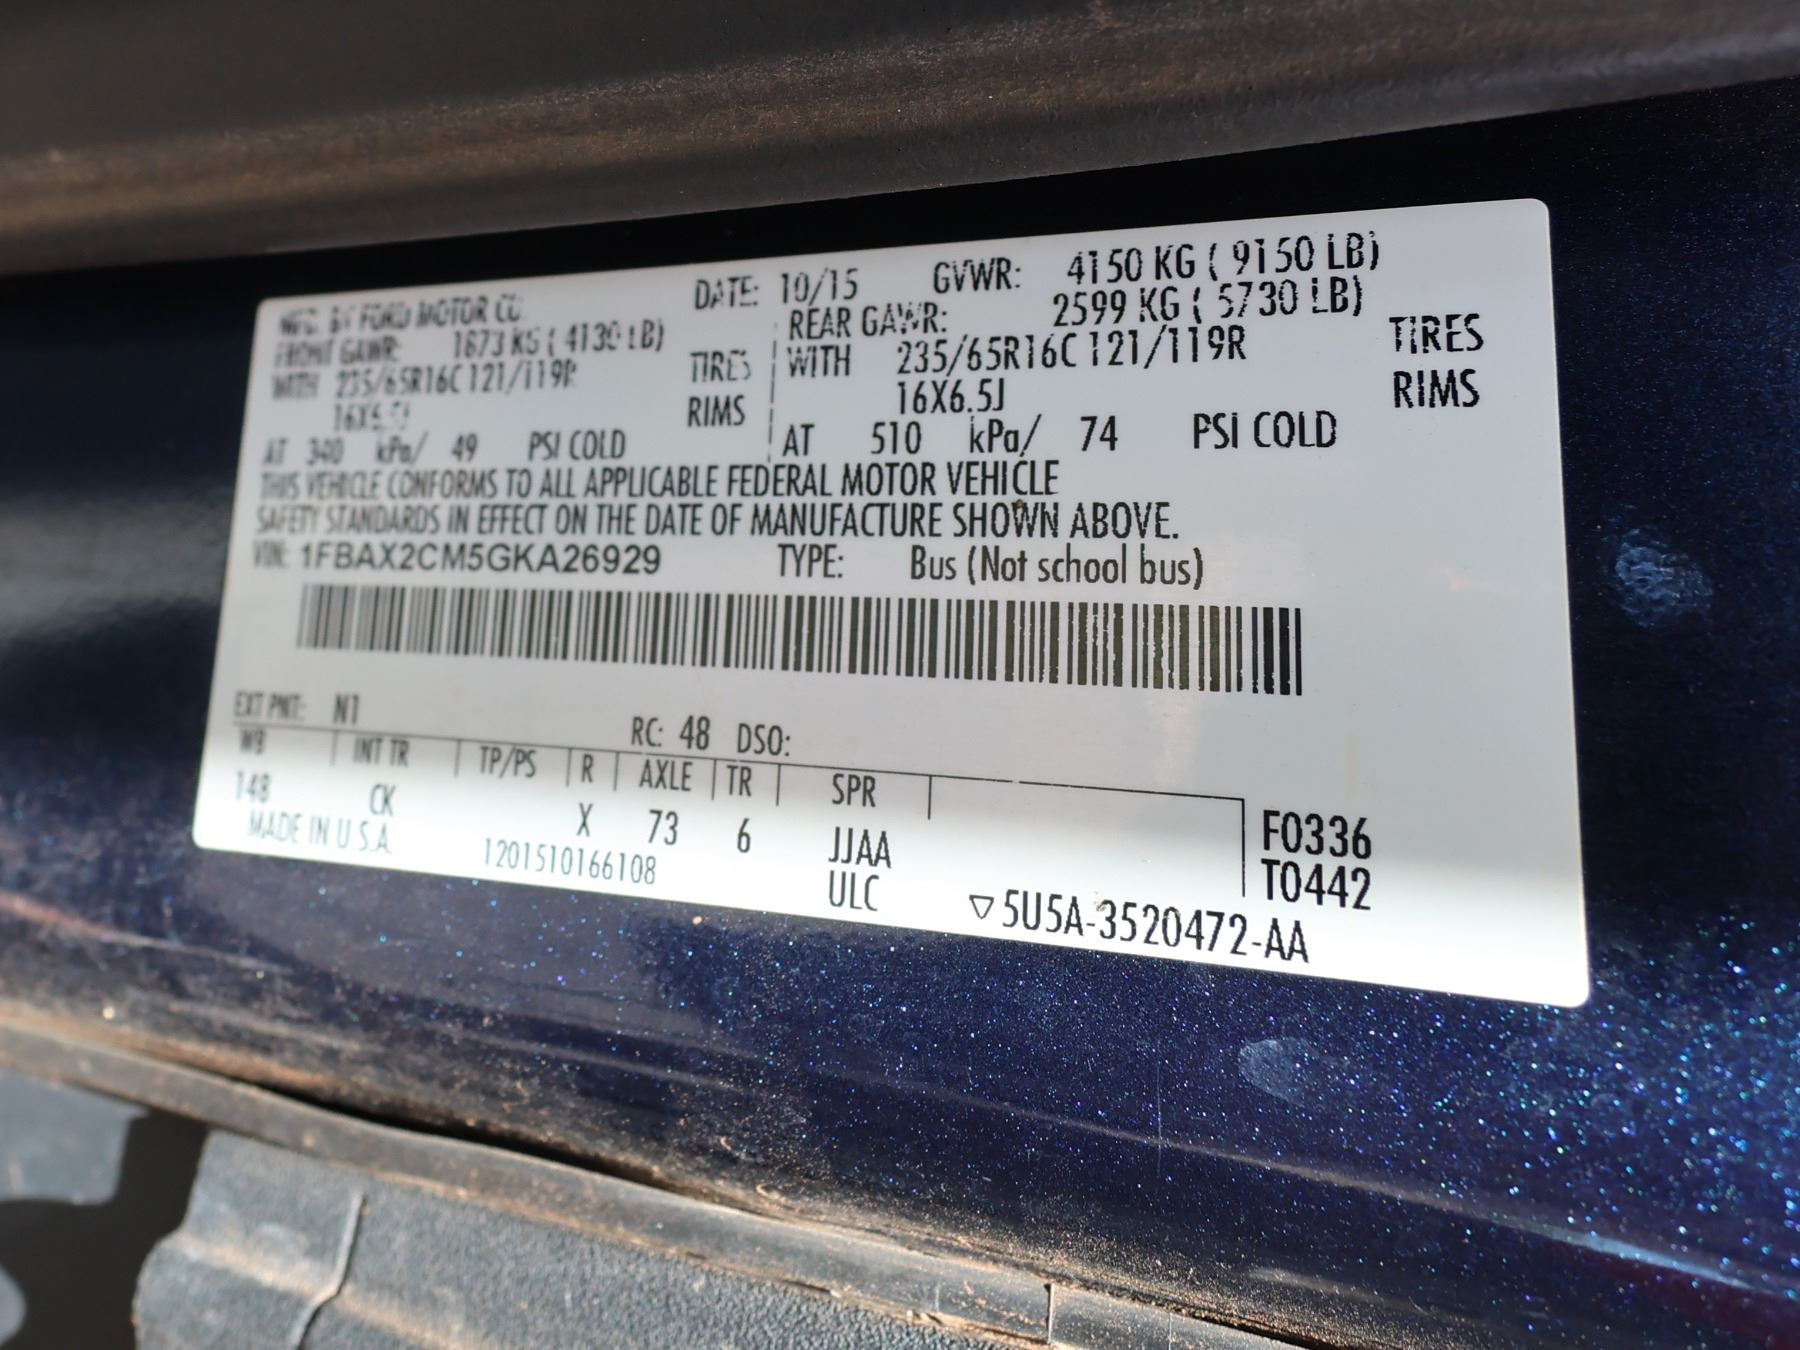 MFD. BY FORD MOTOR CO. DATE: 10/15 GVWR: 4150 KG ( 9150 LB)
FRONT GAWR: 1873 KG ( 4130 LB) REAR GAWR: 2599 KG ( 5730 LB)
WITH 235/65R16C 121/119R TIRES WITH 235/65R16C 121/119R TIRES
16X6.5J RIMS 16X6.5J RIMS
AT 340 kPa/ 49 PSI COLD AT 510 kPa/ 74 PSI COLD
THIS VEHICLE CONFORMS TO ALL APPLICABLE FEDERAL MOTOR VEHICLE
SAFETY STANDARDS IN EFFECT ON THE DATE OF MANUFACTURE SHOWN ABOVE.
VIN: 1FBAX2CM5GKA26929 TYPE: Bus (Not school bus)
EXT PNT: N1 RC: 48 DSO:
WB INT TR TP/PS R AXLE TR SPR
148 CK X 73 6 JJAA F0336
MADE IN U.S.A. 1201510166108 ULC T0442
▽ 5U5A-3520472-AA